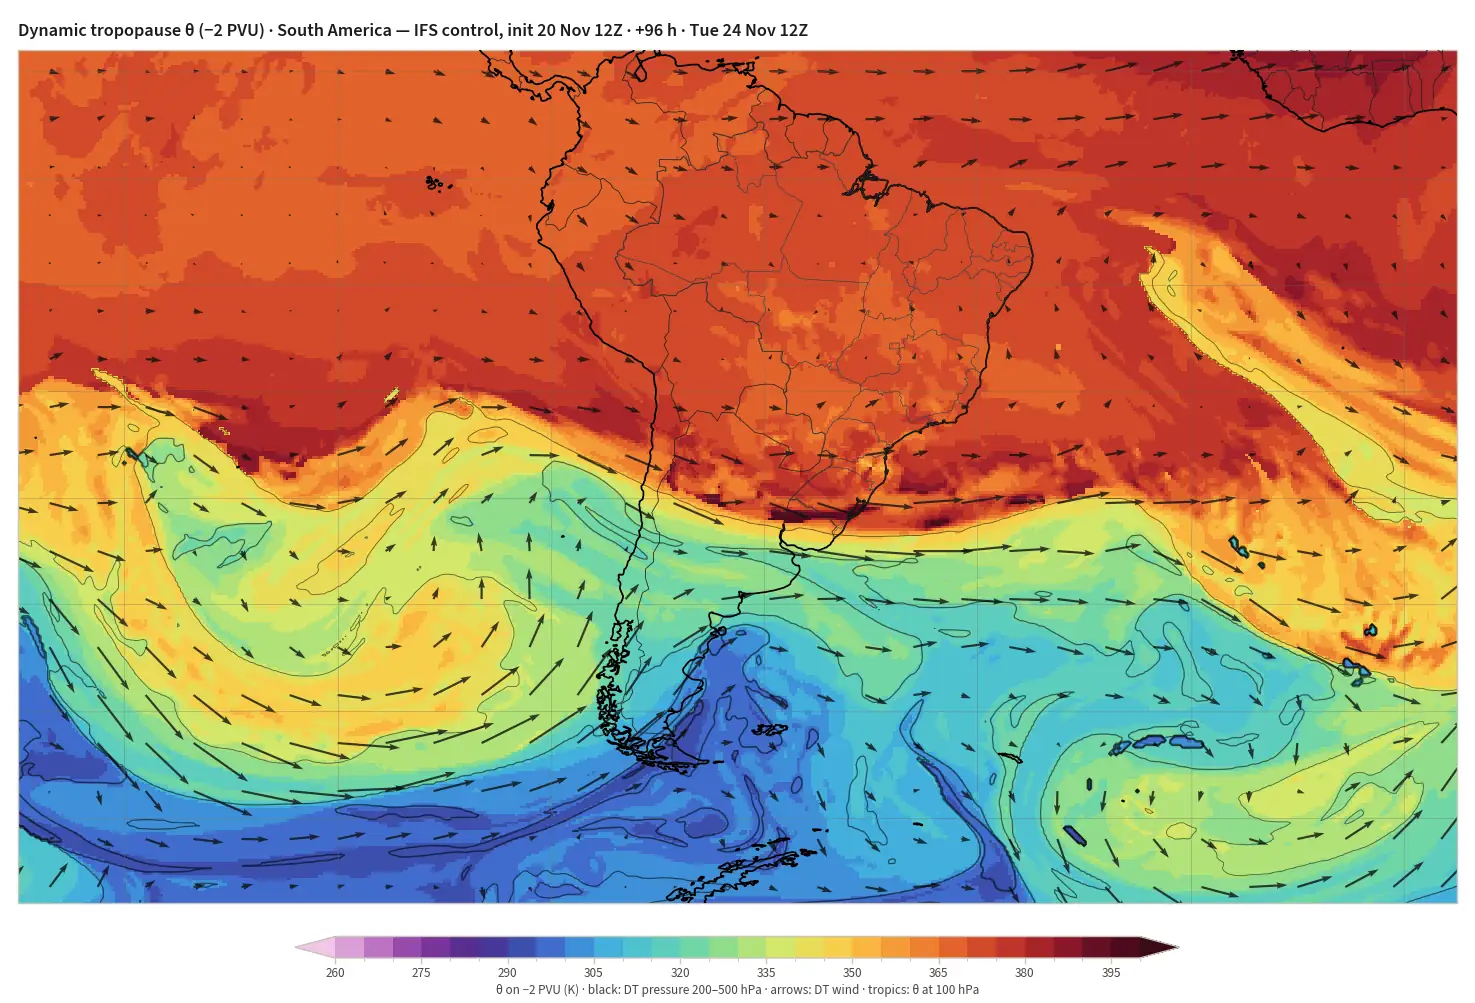 Dynamic tropopause θ (−2 PVU) · South America — IFS control, init 20 Nov 12Z · +96 h · Tue 24 Nov 12Z
260 275 290 305 320 335 350 365 380 395
θ on −2 PVU (K) · black: DT pressure 200–500 hPa · arrows: DT wind · tropics: θ at 100 hPa